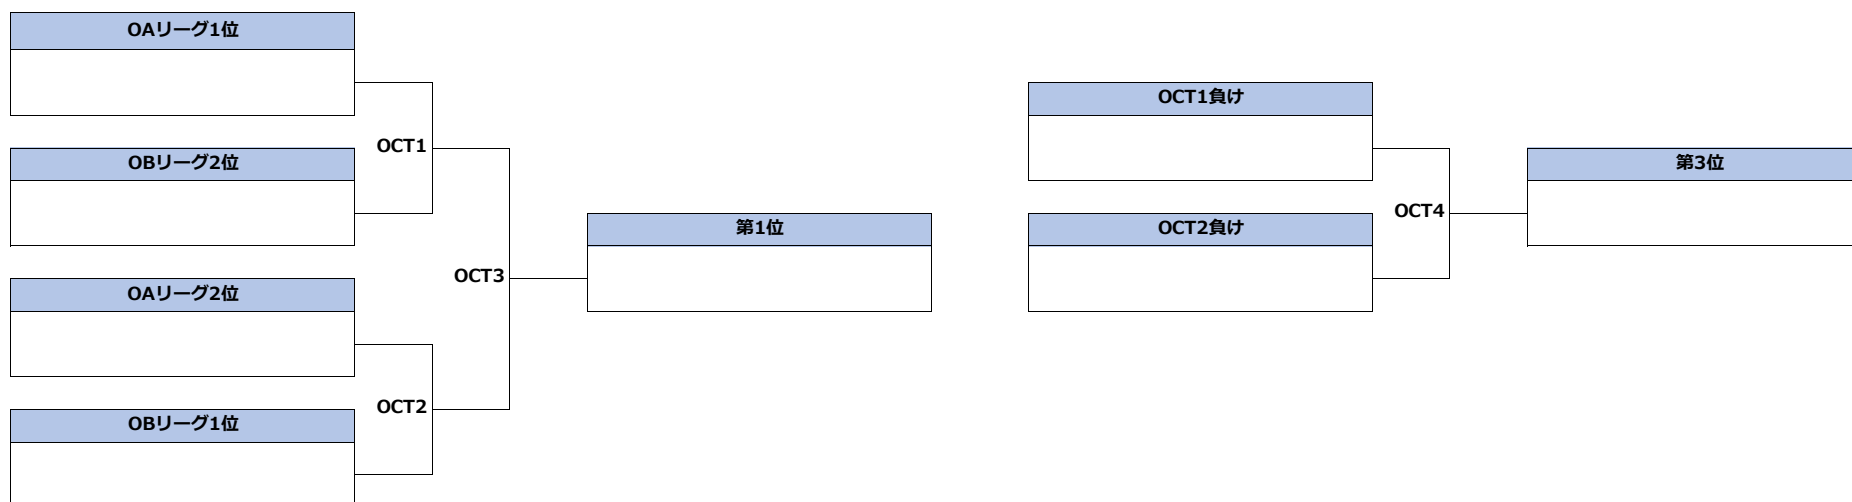 OAリーグ1位
OCT1
OBリーグ2位
OCT3
第1位
OAリーグ2位
OCT2
OBリーグ1位
OCT1負け
OCT4
第3位
OCT2負け